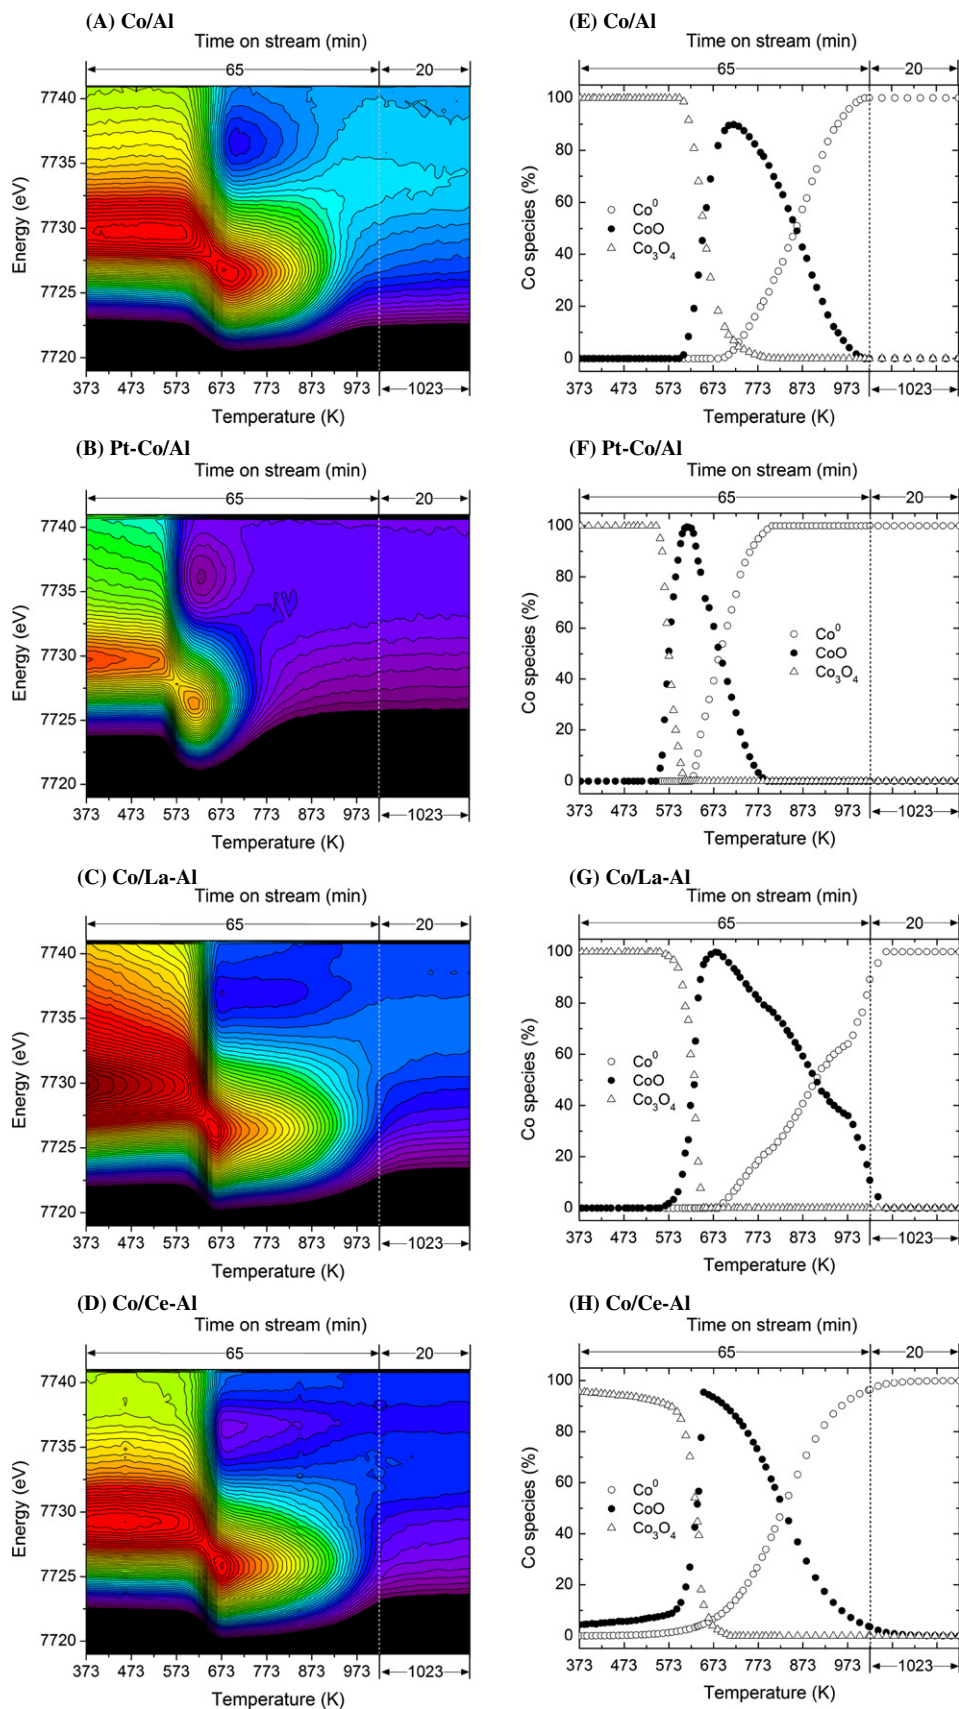 (A) Co/Al
Time on stream (min)
65 20
7740
7735
7730
7725
7720
Energy (eV)
373 473 573 673 773 873 973 1023
Temperature (K)
(E) Co/Al
Time on stream (min)
65 20
100
80
60
40
20
0
Co species (%)
Co⁰
CoO
Co₃O₄
373 473 573 673 773 873 973 1023
Temperature (K)
(B) Pt-Co/Al
Time on stream (min)
65 20
7740
7735
7730
7725
7720
Energy (eV)
373 473 573 673 773 873 973 1023
Temperature (K)
(F) Pt-Co/Al
Time on stream (min)
65 20
100
80
60
40
20
0
Co species (%)
Co⁰
CoO
Co₃O₄
373 473 573 673 773 873 973 1023
Temperature (K)
(C) Co/La-Al
Time on stream (min)
65 20
7740
7735
7730
7725
7720
Energy (eV)
373 473 573 673 773 873 973 1023
Temperature (K)
(G) Co/La-Al
Time on stream (min)
65 20
100
80
60
40
20
0
Co species (%)
Co⁰
CoO
Co₃O₄
373 473 573 673 773 873 973 1023
Temperature (K)
(D) Co/Ce-Al
Time on stream (min)
65 20
7740
7735
7730
7725
7720
Energy (eV)
373 473 573 673 773 873 973 1023
Temperature (K)
(H) Co/Ce-Al
Time on stream (min)
65 20
100
80
60
40
20
0
Co species (%)
Co⁰
CoO
Co₃O₄
373 473 573 673 773 873 973 1023
Temperature (K)